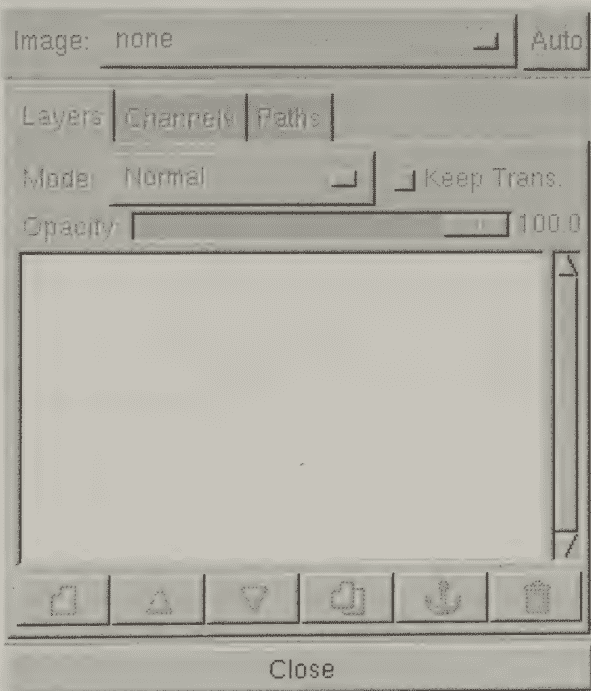 Image: none Auto
Layers Channels Paths
Mode: Normal Keep Trans.
Opacity: 100.0
Close